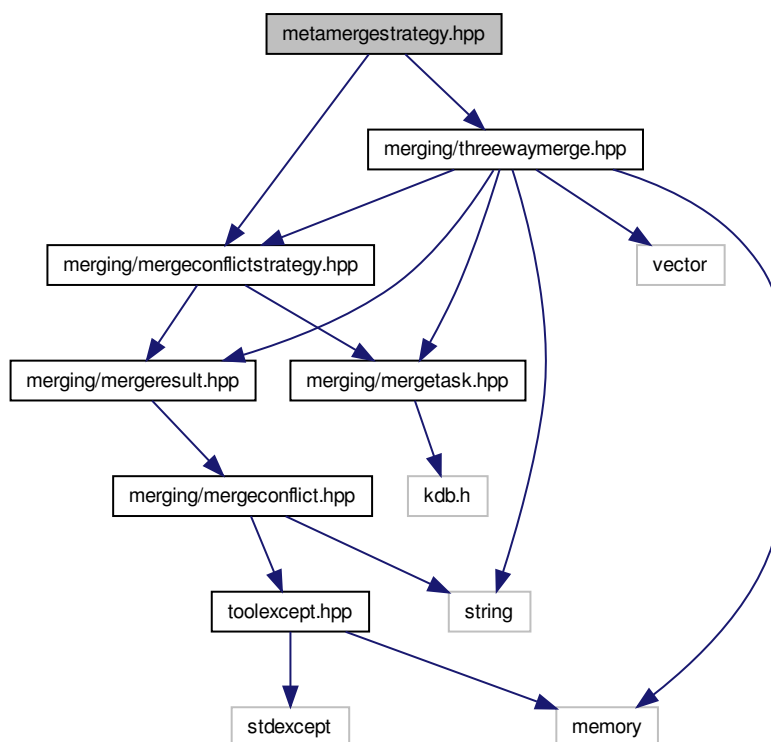 metamergestrategy.hpp
merging/threewaymerge.hpp
merging/mergeconflictstrategy.hpp
vector
merging/mergeresult.hpp
merging/mergetask.hpp
merging/mergeconflict.hpp
kdb.h
toolexcept.hpp
string
stdexcept
memory